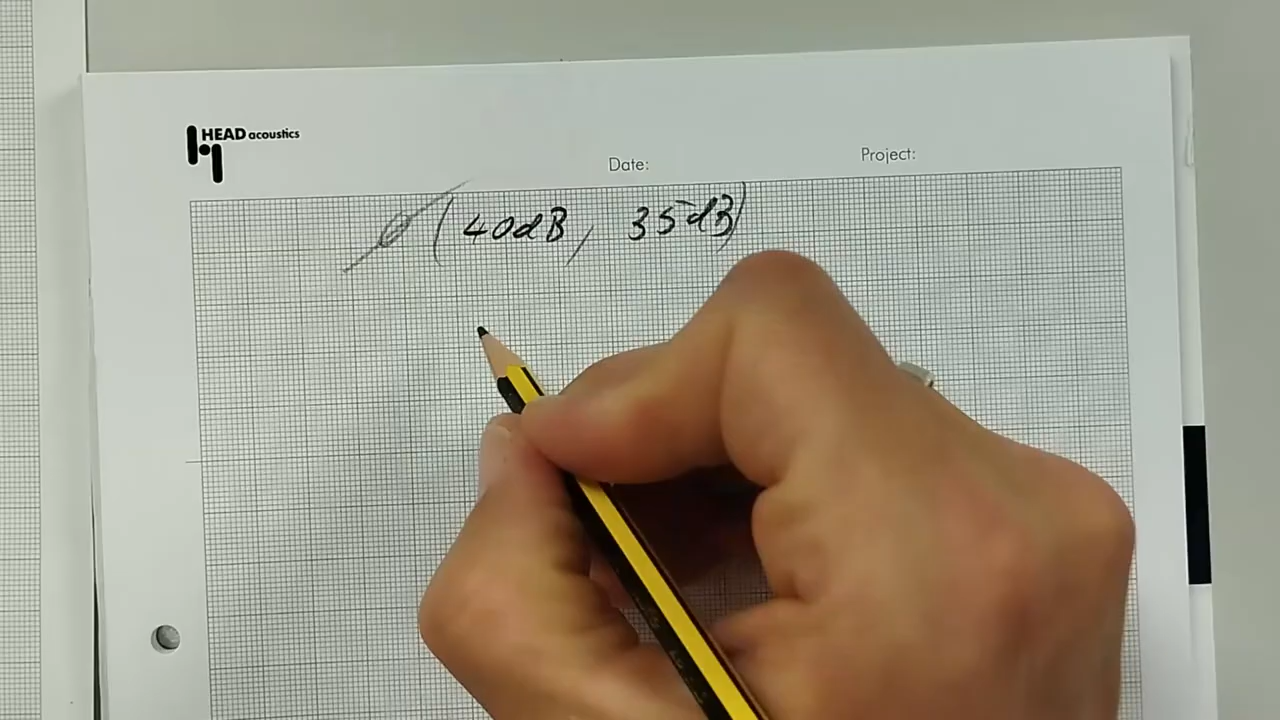 HEAD acoustics
Date:
Project:
ø (40dB, 35dB)